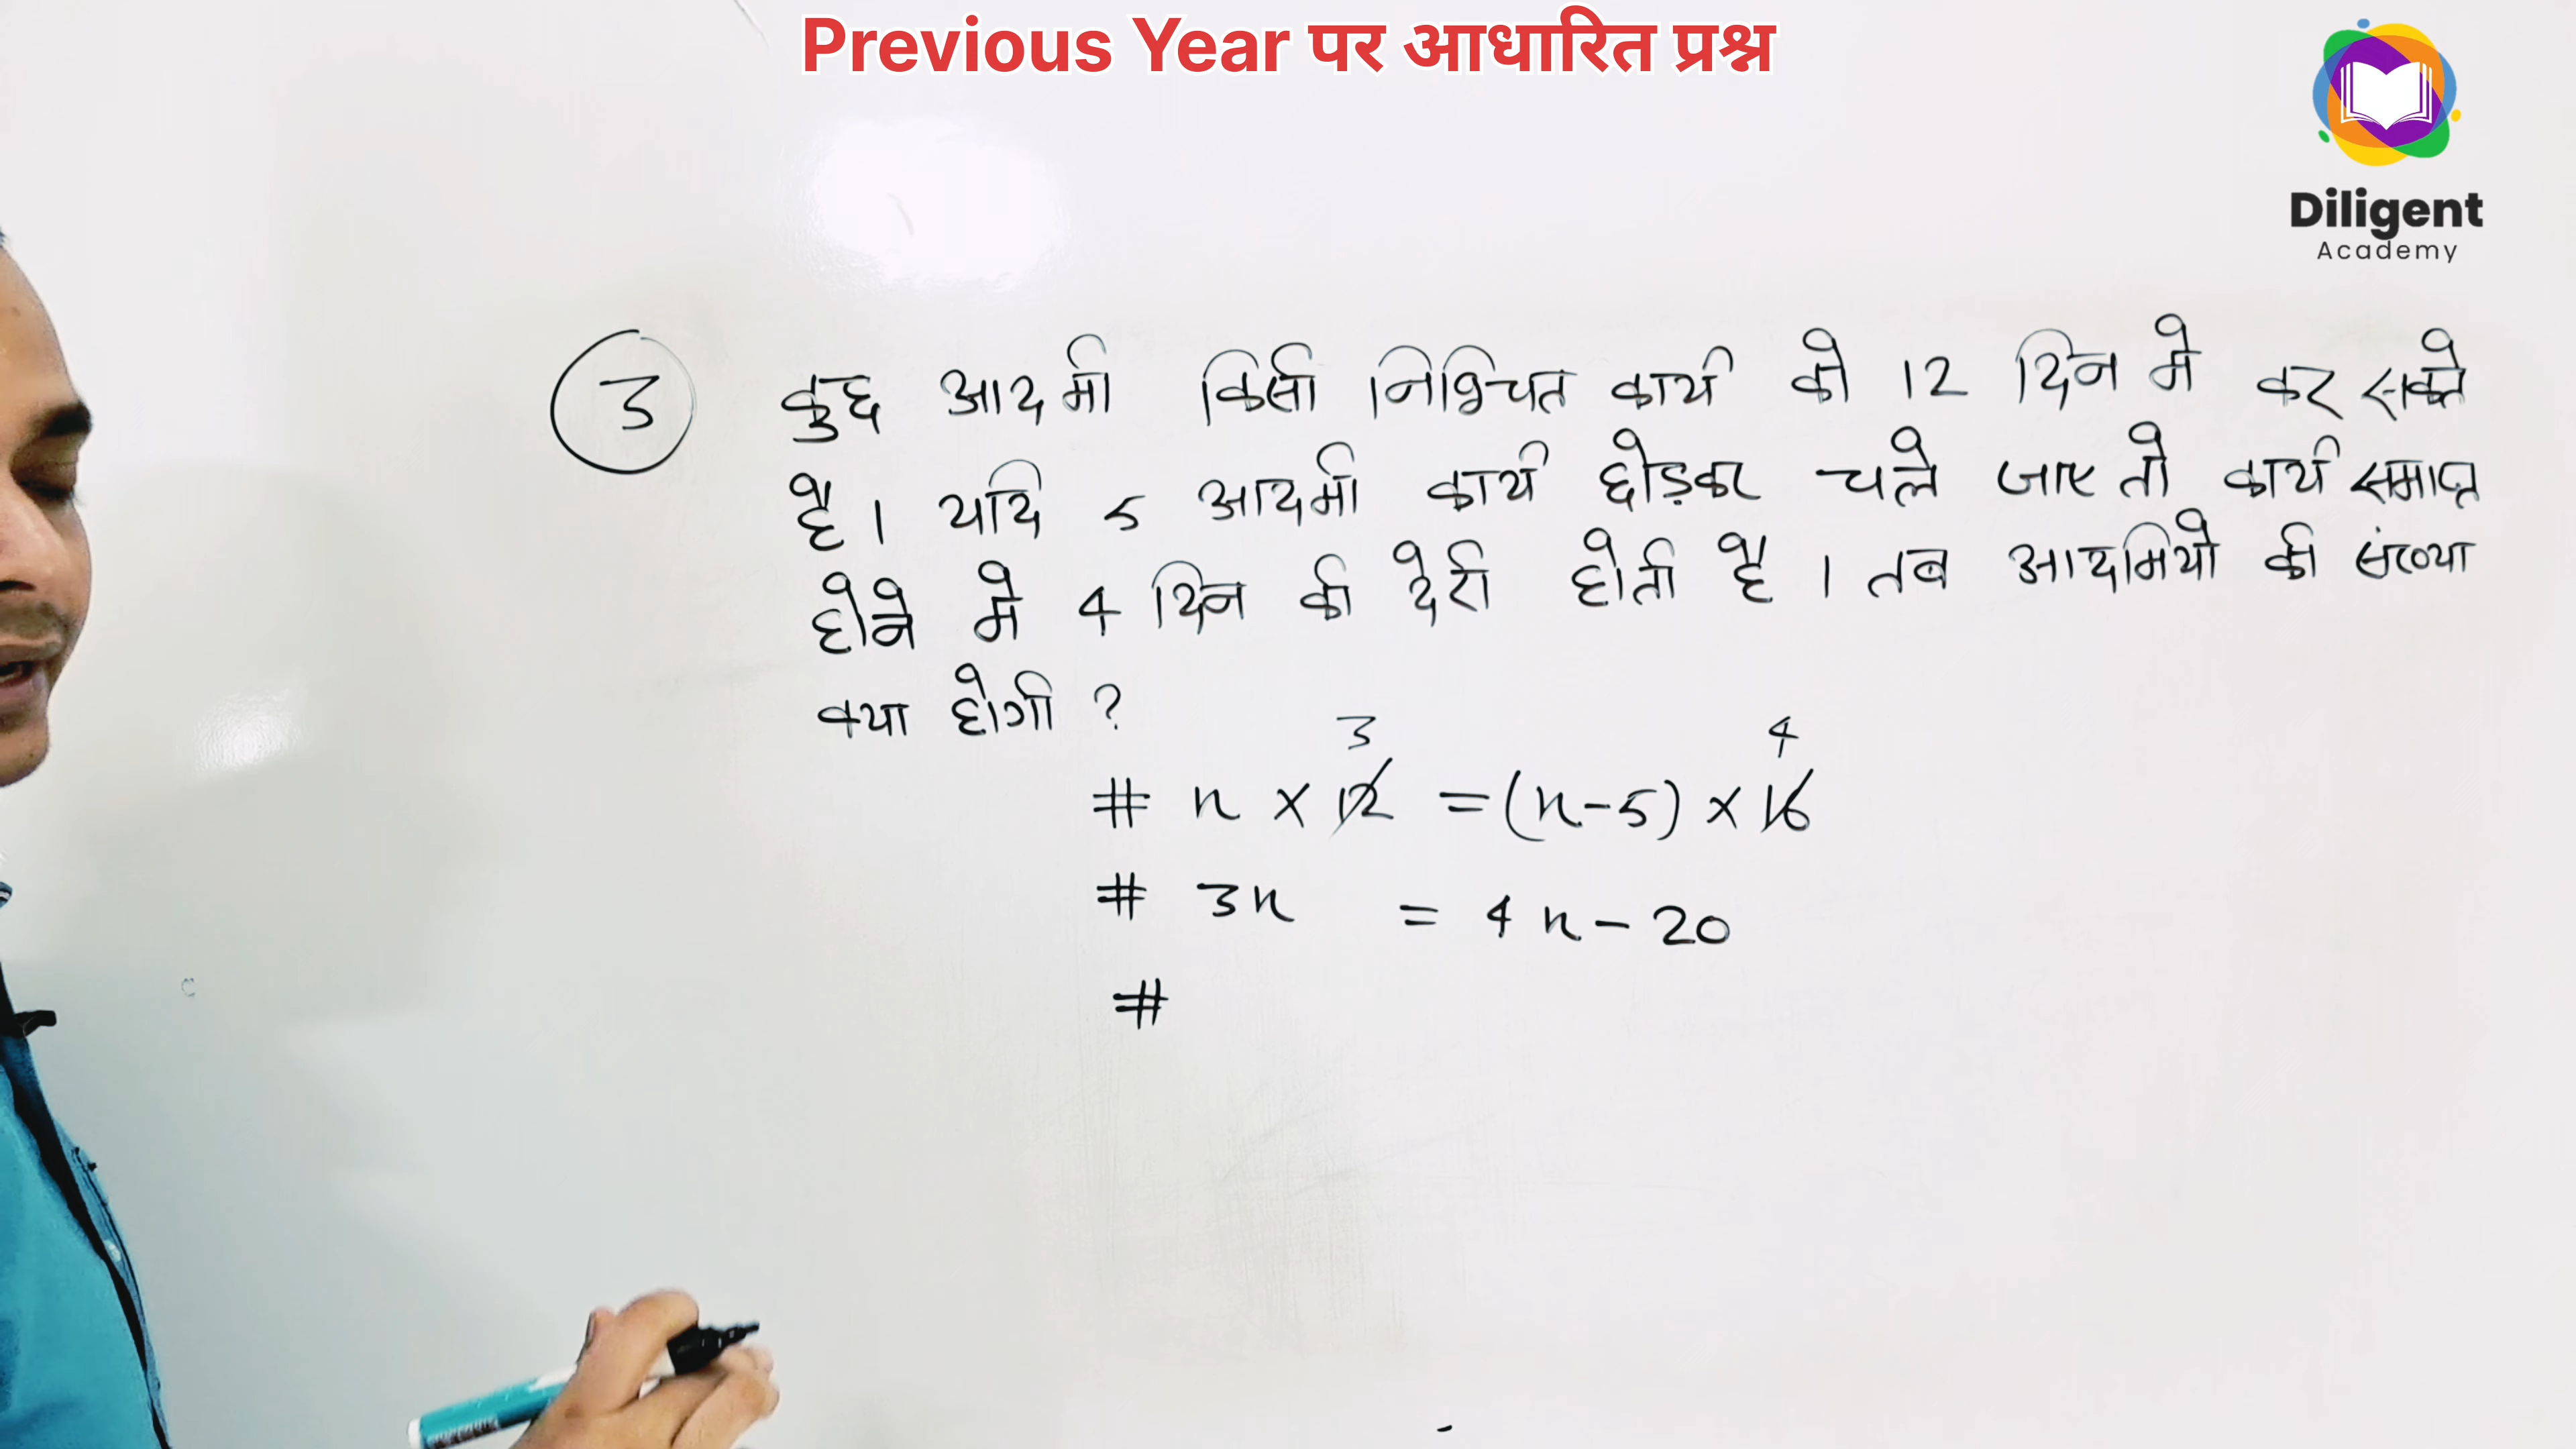 Previous Year पर आधारित प्रश्न
Diligent
Academy
3 कुछ आदमी किसी निश्चित कार्य को 12 दिन में कर सकते
है। यदि 5 आदमी कार्य छोड़कर चले जाए तो कार्य समाप्त
होने मे 4 दिन की देरी होती है। तब आदमियो की संख्या
क्या होगी ?
3 4
# n × 12 = (n-5) × 16
# 3n = 4n - 20
#